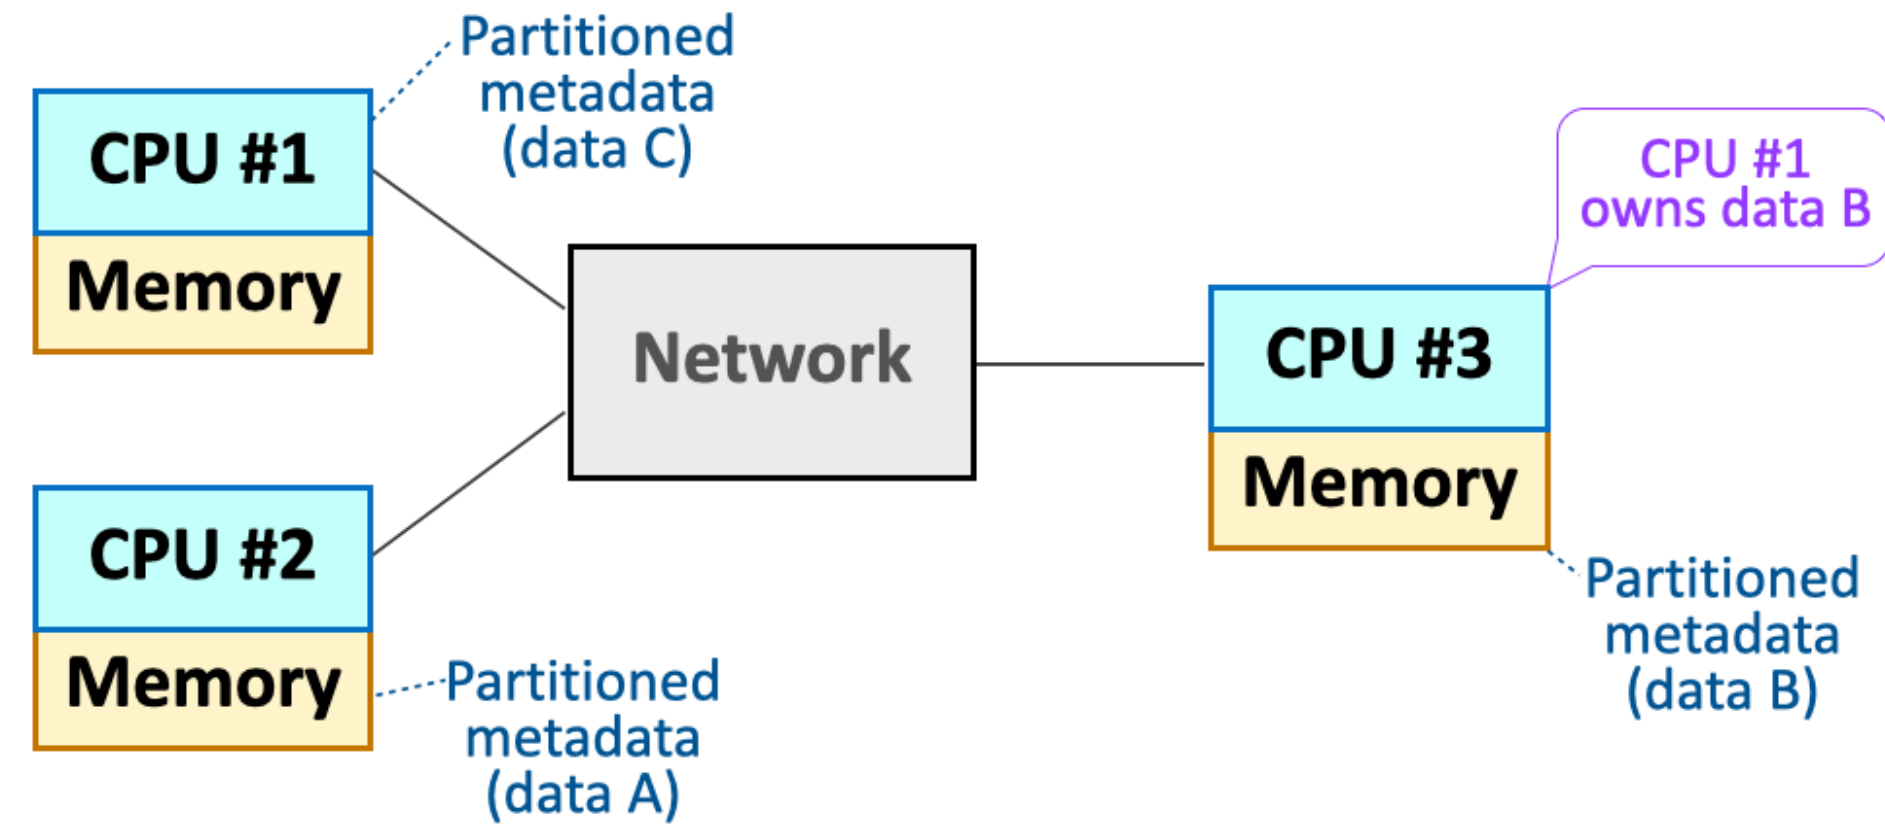 Partitioned
metadata
(data C)
CPU #1
Memory
CPU #2
Memory
Partitioned
metadata
(data A)
Network
CPU #1
owns data B
CPU #3
Memory
Partitioned
metadata
(data B)